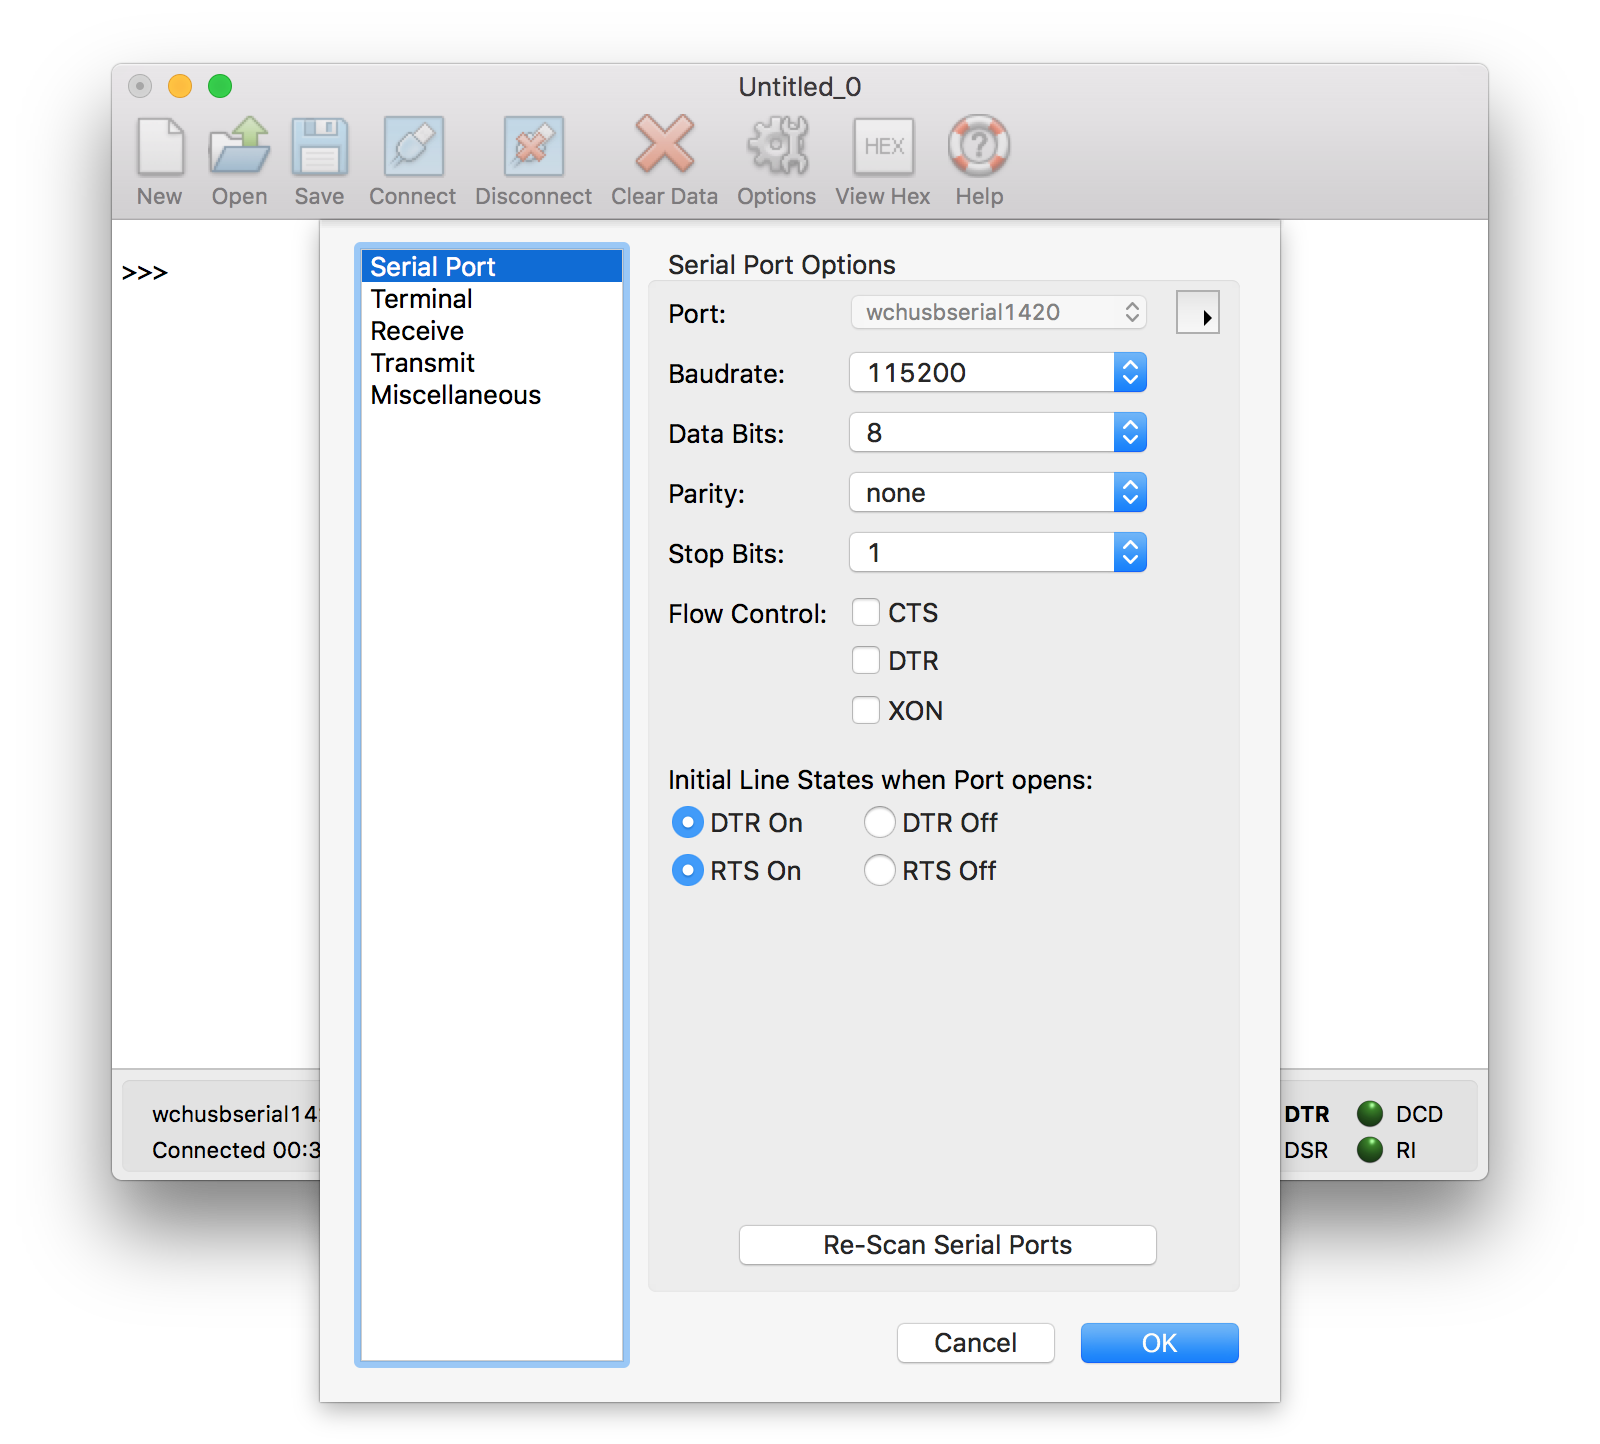 Untitled_0
New Open Save Connect Disconnect Clear Data Options HEX View Hex ? Help
>>>
Serial Port
Terminal
Receive
Transmit
Miscellaneous
Serial Port Options
Port: wchusbserial1420
Baudrate: 115200
Data Bits: 8
Parity: none
Stop Bits: 1
Flow Control: CTS
DTR
XON
Initial Line States when Port opens:
DTR On DTR Off
RTS On RTS Off
Re-Scan Serial Ports
Cancel OK
wchusbserial14 DTR DCD
Connected 00:3 DSR RI